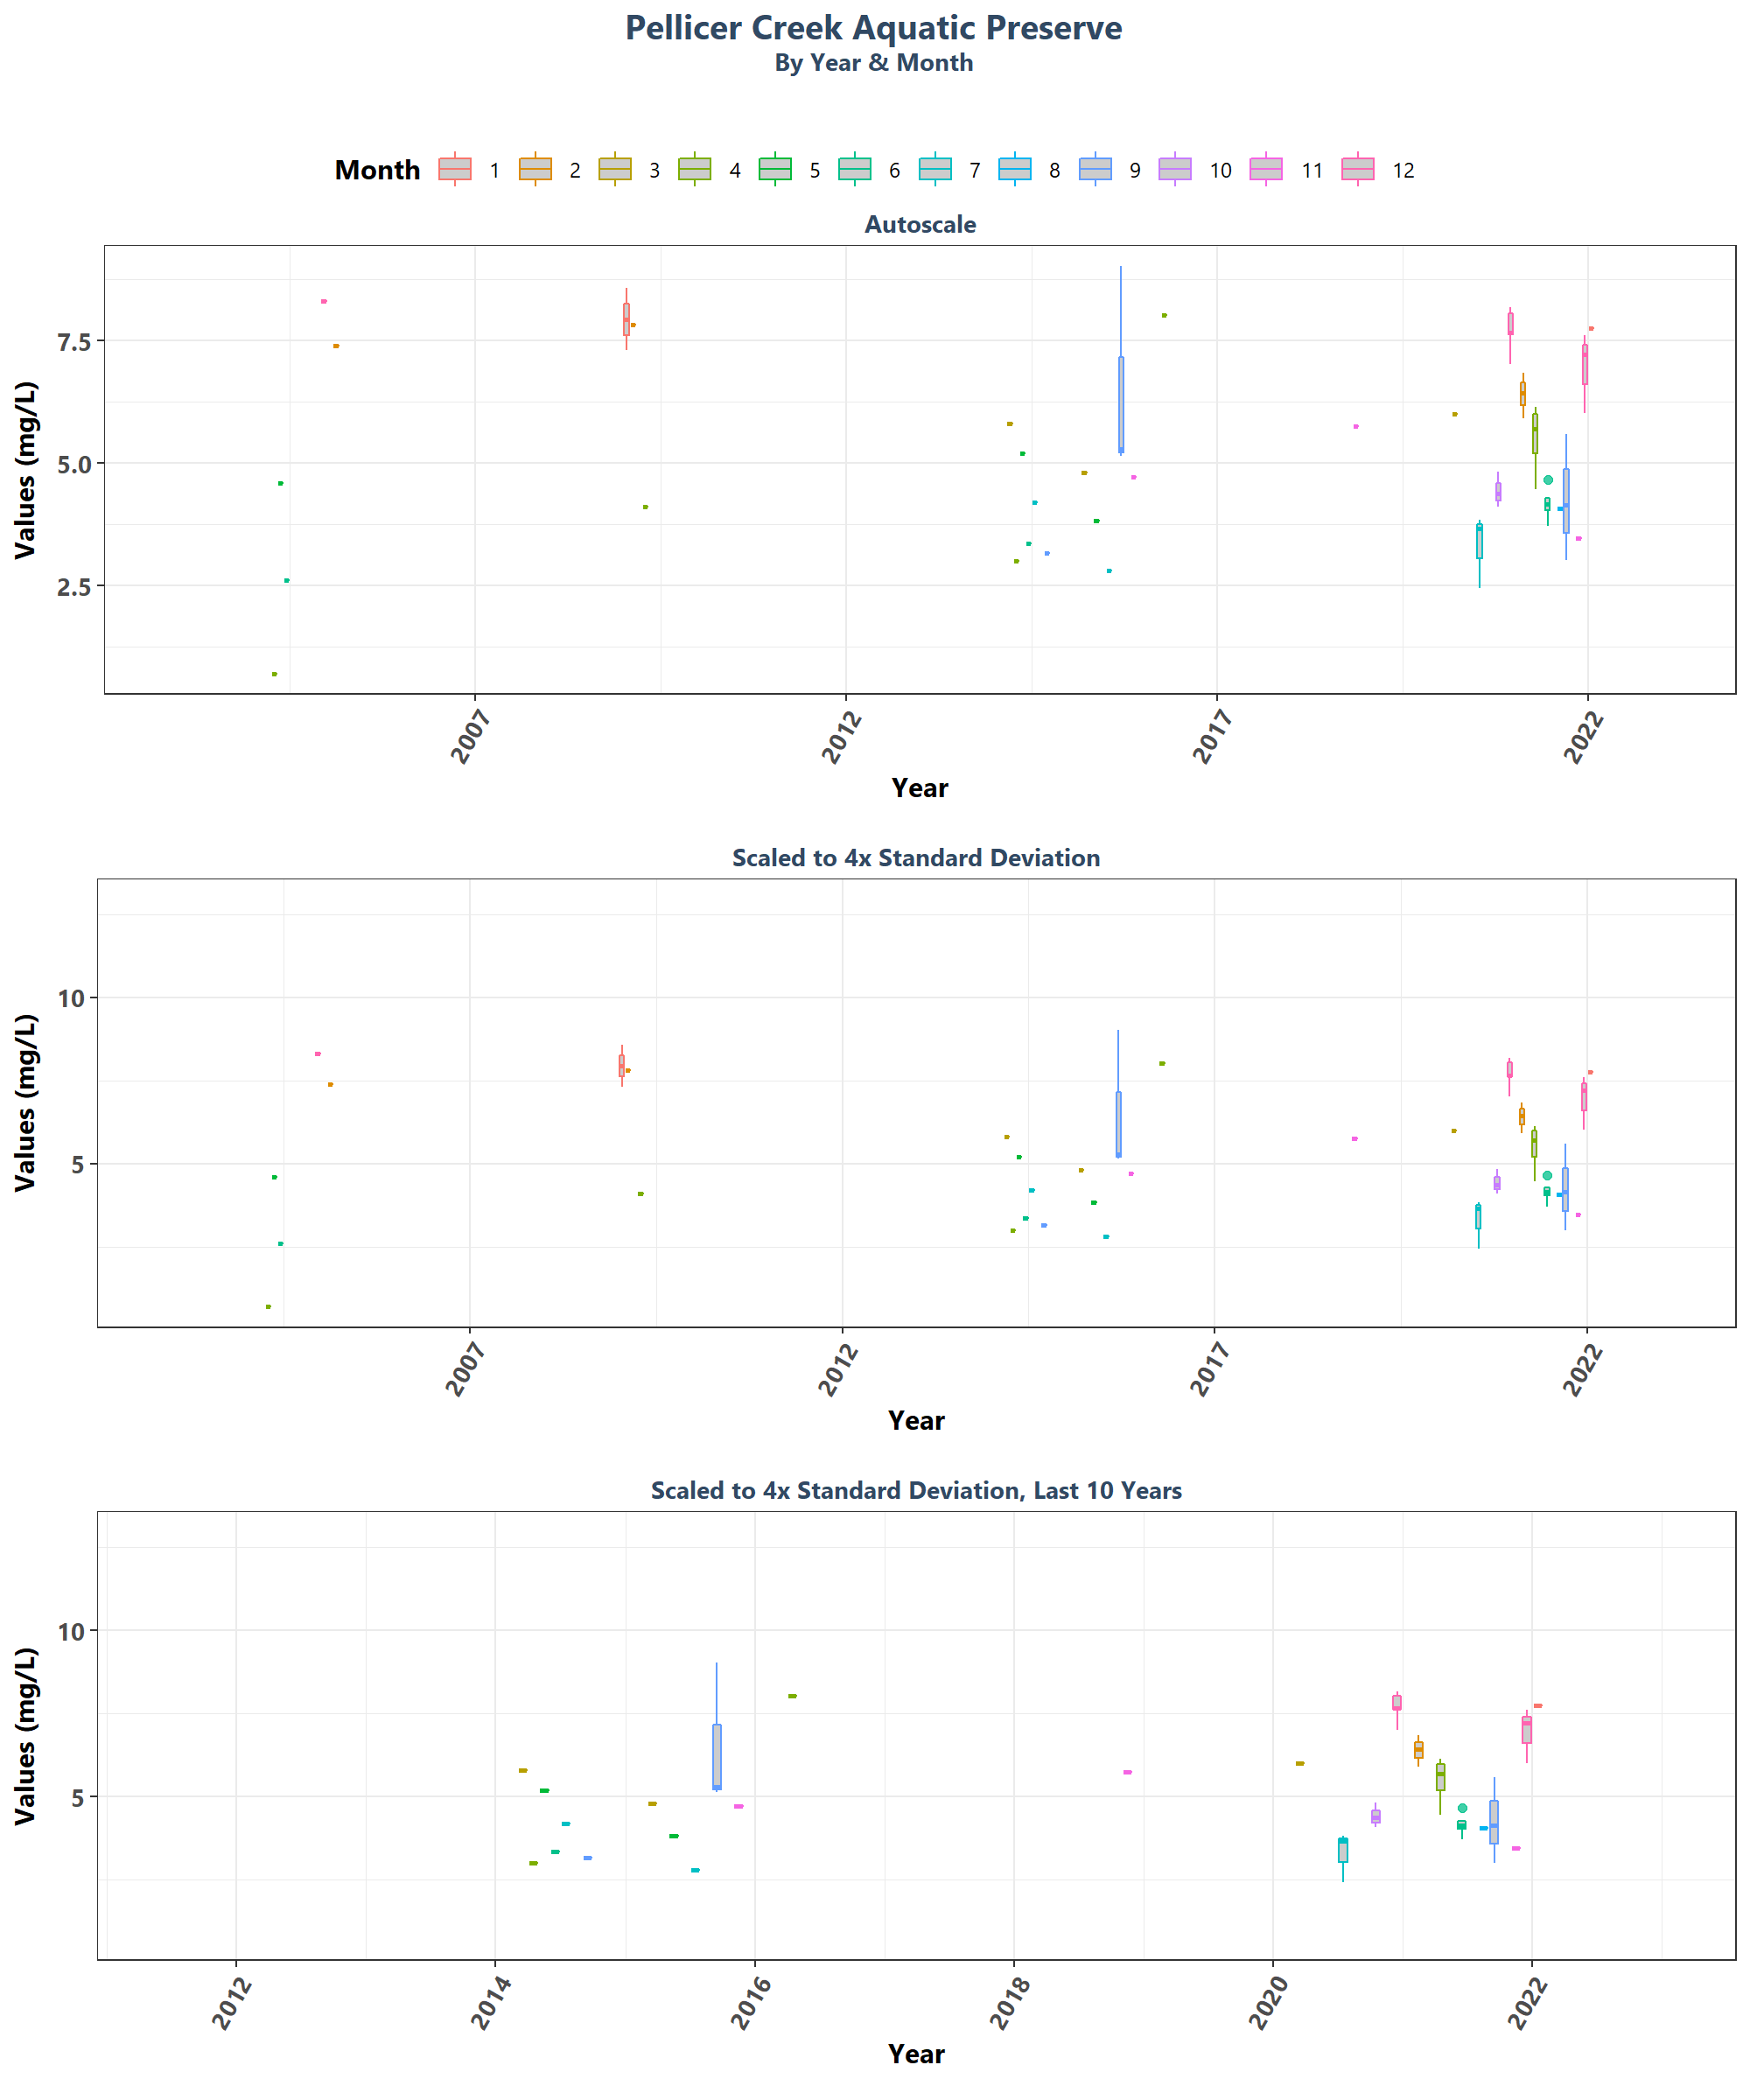 Pellicer Creek Aquatic Preserve
By Year & Month
Month 1 2 3 4 5 6 7 8 9 10 11 12
Autoscale
Values (mg/L)
7.5
5.0
2.5
2007 2012 2017 2022
Year
Scaled to 4x Standard Deviation
Values (mg/L)
10
5
2007 2012 2017 2022
Year
Scaled to 4x Standard Deviation, Last 10 Years
Values (mg/L)
10
5
2012 2014 2016 2018 2020 2022
Year